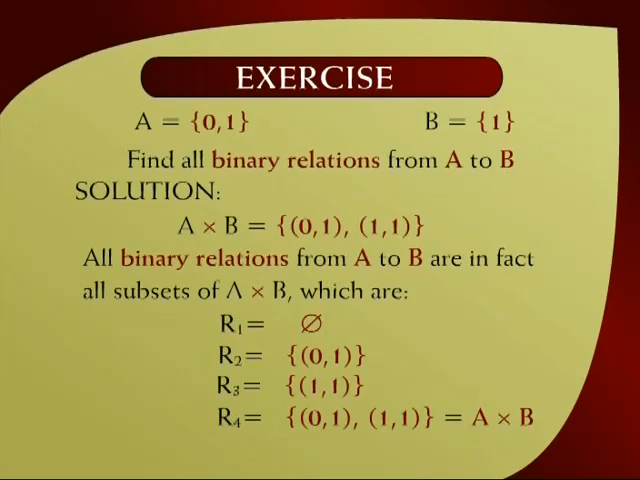 EXERCISE
A = {0,1} B = {1}
Find all binary relations from A to B
SOLUTION:
A × B = {(0,1), (1,1)}
All binary relations from A to B are in fact
all subsets of A × B, which are:
R₁= ∅
R₂= {(0,1)}
R₃= {(1,1)}
R₄= {(0,1), (1,1)} = A × B